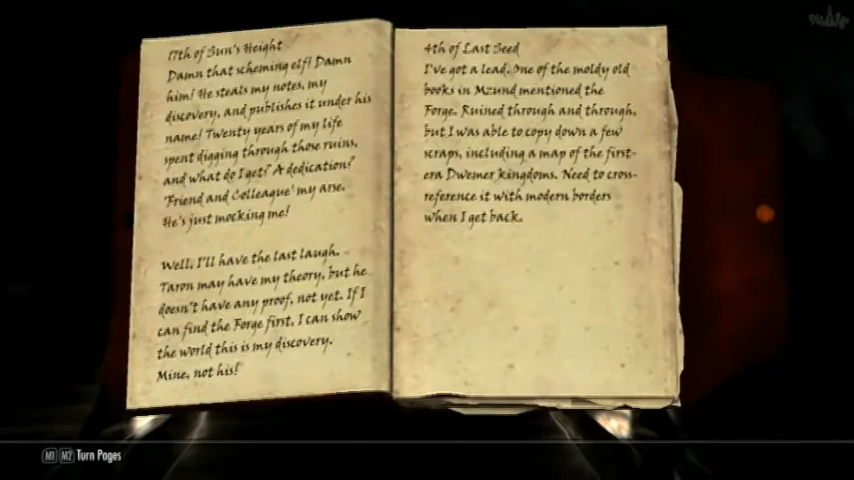 17th of Sun's Height
Damn that scheming elf! Damn
him! He steals my notes, my
discovery, and publishes it under his
name! Twenty years of my life
spent digging through those ruins,
and what do I get? A dedication?
'Friend and Colleague' my arse.
He's just mocking me!
Well, I'll have the last laugh.
Taron may have my theory, but he
doesn't have any proof, not yet. If I
can find the Forge first, I can show
the world this is my discovery.
Mine, not his!
4th of Last Seed
I've got a lead. One of the moldy old
books in Mzund mentioned the
Forge. Ruined through and through,
but I was able to copy down a few
scraps, including a map of the first-
era Dwemer kingdoms. Need to cross-
reference it with modern borders
when I get back.
M1 M2 Turn Pages